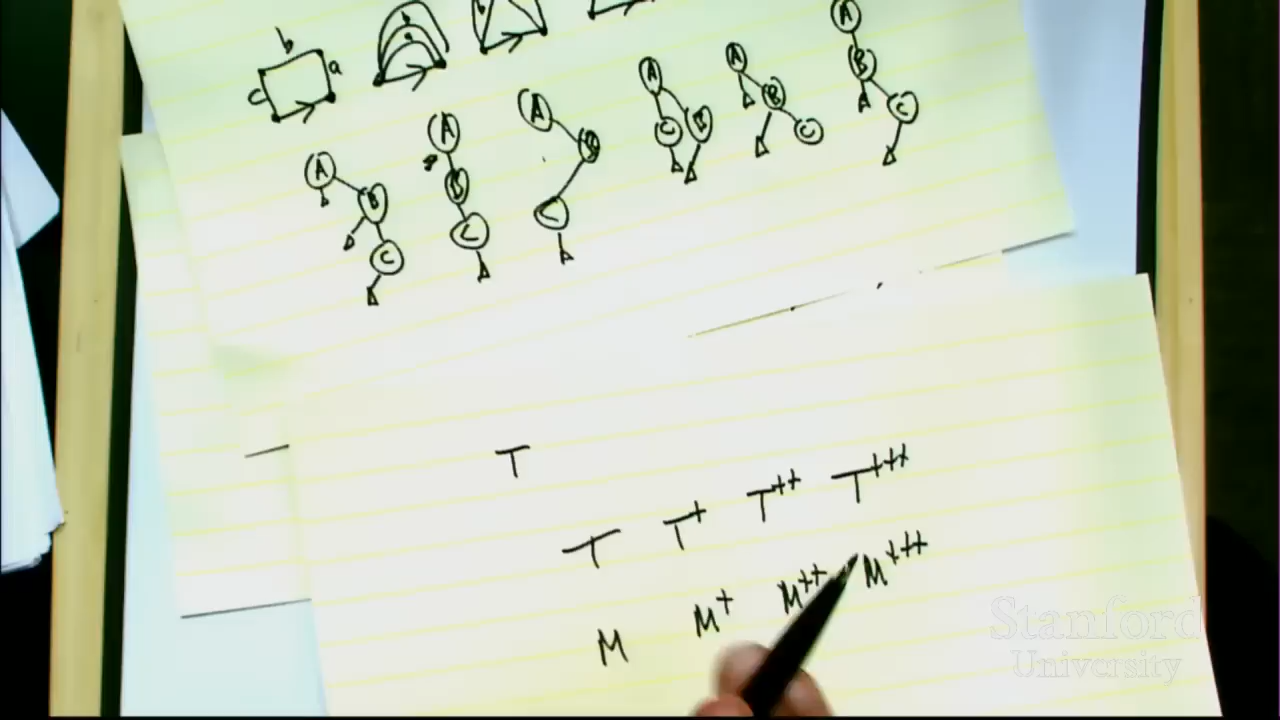 b
c a
b
A A A A A A
B B B B B B
C C C C C C
T
T T⁺ T⁺⁺ T⁺⁺⁺
M M⁺ M⁺⁺ M⁺⁺⁺
Stanford
University